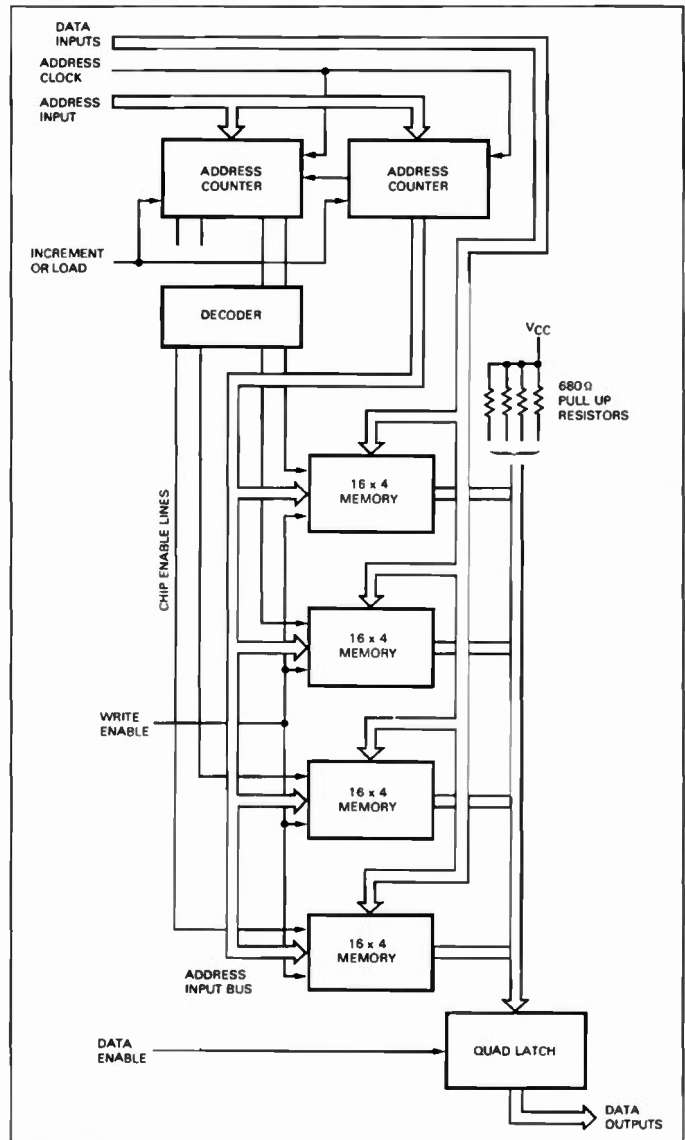 DATA
INPUTS
ADDRESS
CLOCK
ADDRESS
INPUT
ADDRESS
COUNTER
ADDRESS
COUNTER
INCREMENT
OR LOAD
DECODER
VCC
680Ω
PULL UP
RESISTORS
16 x 4
MEMORY
CHIP ENABLE LINES
16 x 4
MEMORY
WRITE
ENABLE
16 x 4
MEMORY
16 x 4
MEMORY
ADDRESS
INPUT BUS
DATA
ENABLE
QUAD LATCH
DATA
OUTPUTS